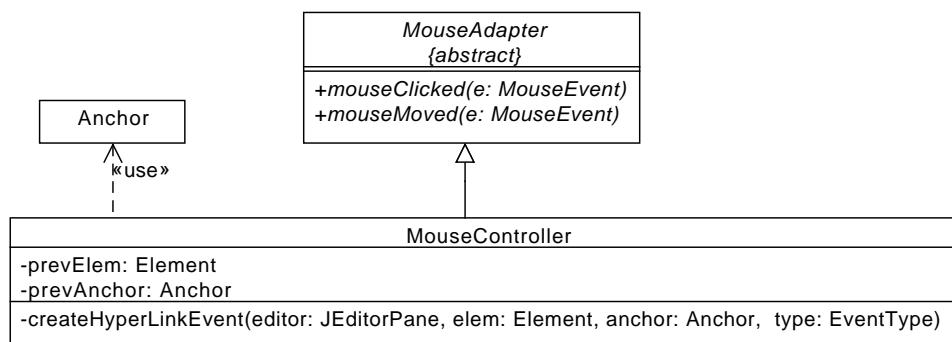 MouseAdapter
{abstract}
+mouseClicked(e: MouseEvent)
+mouseMoved(e: MouseEvent)
Anchor
«use»
MouseController
-prevElem: Element
-prevAnchor: Anchor
-createHyperLinkEvent(editor: JEditorPane, elem: Element, anchor: Anchor, type: EventType)